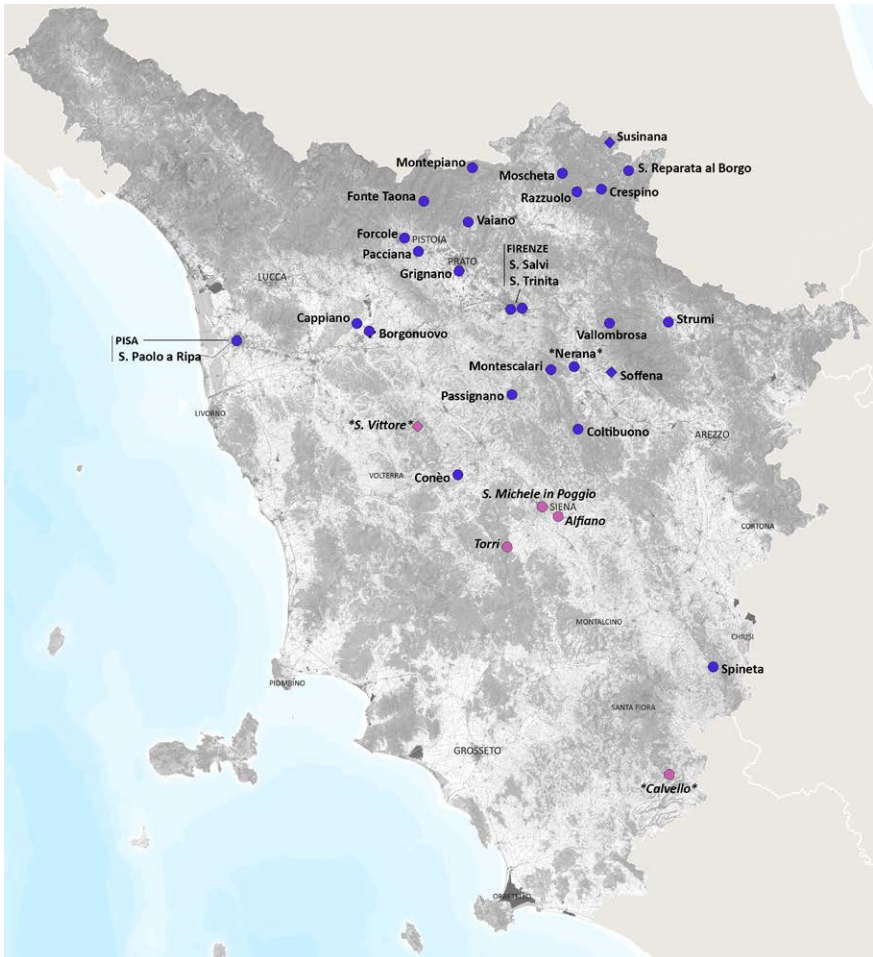 Susinana
Montepiano
Moscheta
S. Reparata al Borgo
Razzuolo
Crespino
Fonte Taona
Vaiano
Forcole
PISTOIA
Pacciana
FIRENZE
S. Salvi
S. Trinita
PRATO
Grignano
LUCCA
Cappiano
Borgonuovo
Vallombrosa
Strumi
PISA
S. Paolo a Ripa
*Nerana*
Montescalari
Soffena
Passignano
LIVORNO
*S. Vittore*
Coltibuono
AREZZO
VOLTERRA
Conèo
S. Michele in Poggio
SIENA
Alfiano
CORTONA
Torri
MONTALCINO
CHIUSI
Spineta
PIOMBINO
SANTA FIORA
GROSSETO
*Calvello*
ORBETELLO